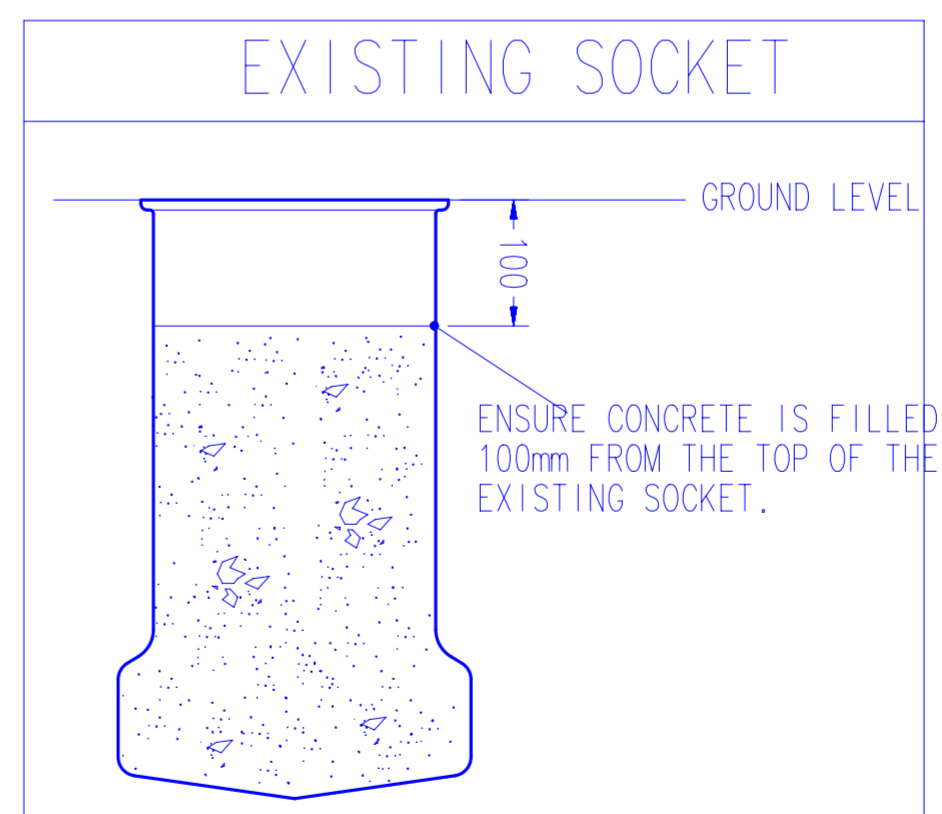 EXISTING SOCKET
GROUND LEVEL
100
ENSURE CONCRETE IS FILLED
100mm FROM THE TOP OF THE
EXISTING SOCKET.